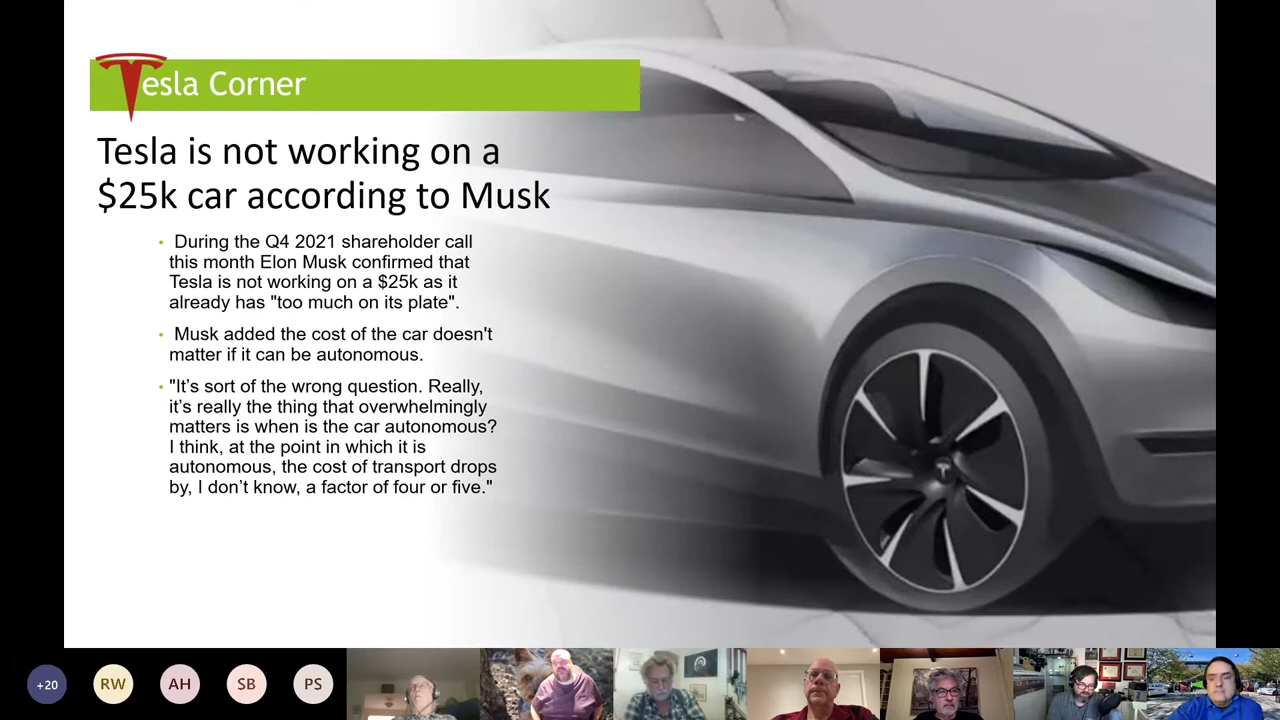 Tesla Corner
Tesla is not working on a
$25k car according to Musk
• During the Q4 2021 shareholder call
this month Elon Musk confirmed that
Tesla is not working on a $25k as it
already has "too much on its plate".
• Musk added the cost of the car doesn't
matter if it can be autonomous.
• "It’s sort of the wrong question. Really,
it’s really the thing that overwhelmingly
matters is when is the car autonomous?
I think, at the point in which it is
autonomous, the cost of transport drops
by, I don’t know, a factor of four or five."
+20
RW
AH
SB
PS